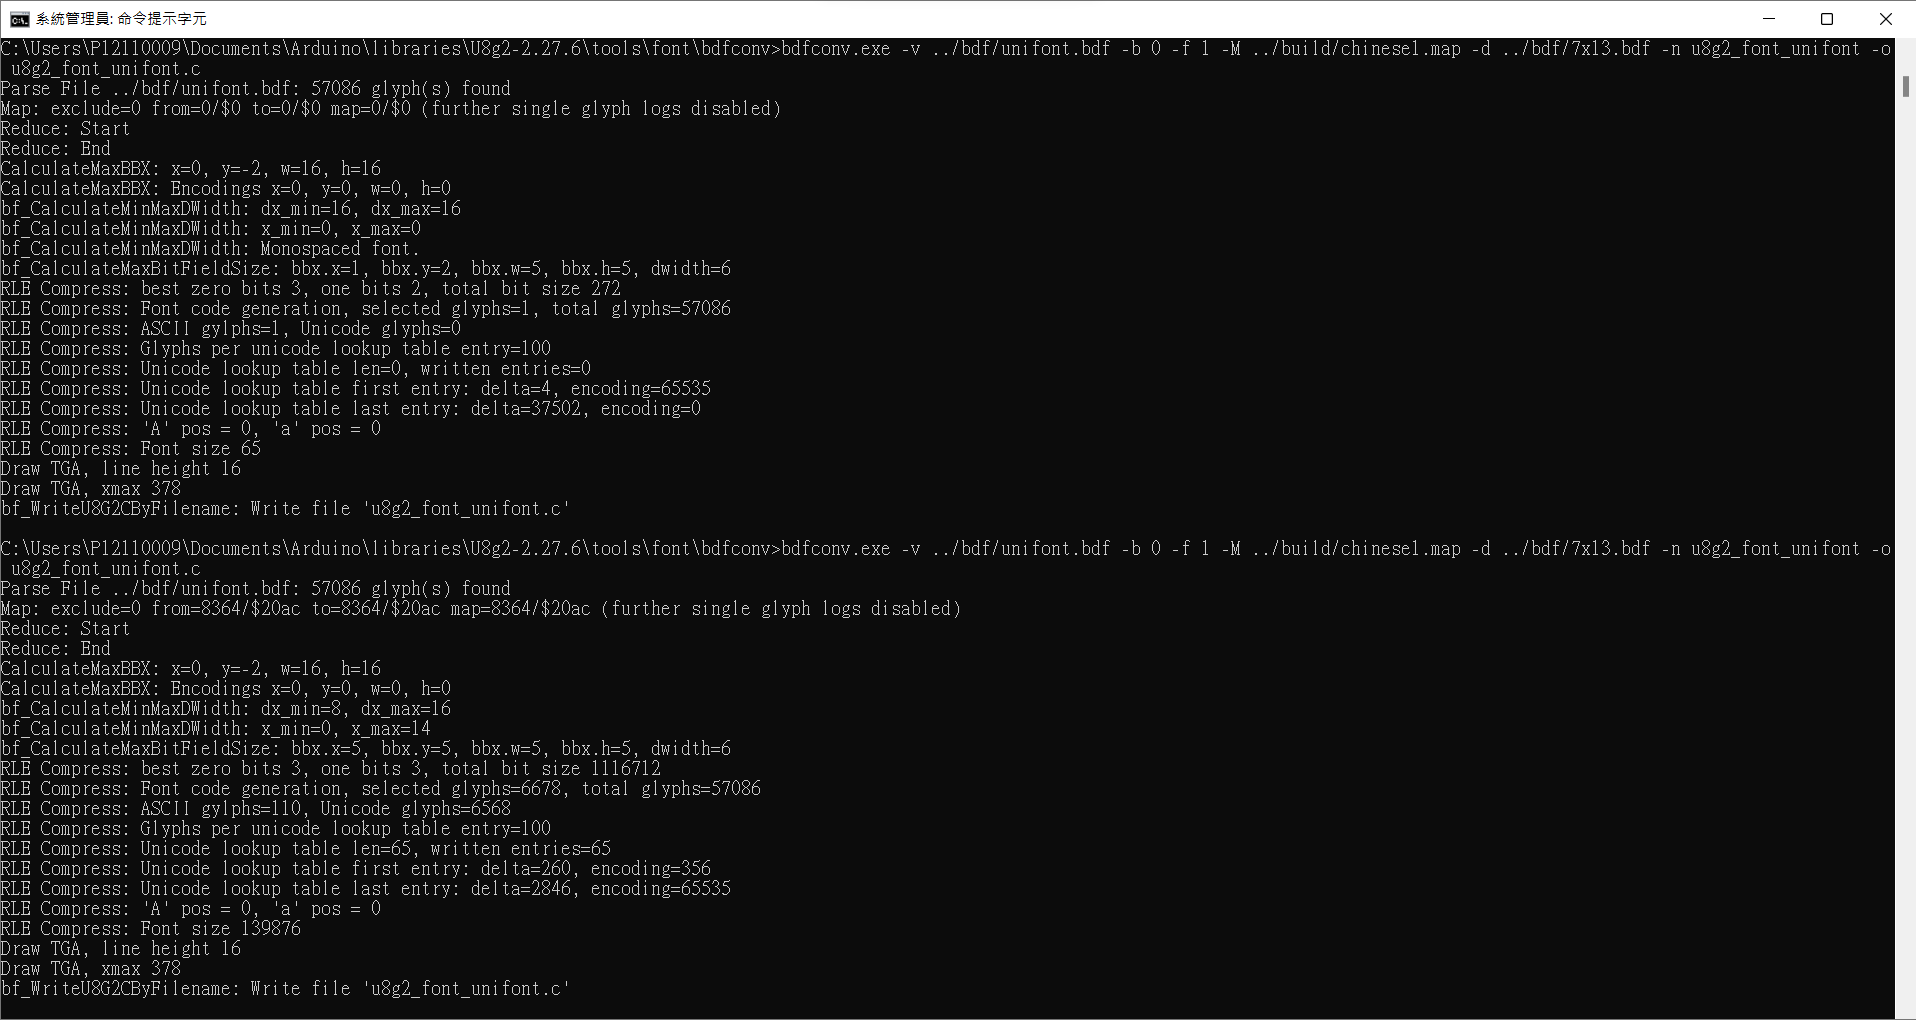 系統管理員: 命令提示字元
C:\Users\P12110009\Documents\Arduino\libraries\U8g2-2.27.6\tools\font\bdfconv>bdfconv.exe -v ../bdf/unifont.bdf -b 0 -f 1 -M ../build/chinese1.map -d ../bdf/7x13.bdf -n u8g2_font_unifont -o
u8g2_font_unifont.c
Parse File ../bdf/unifont.bdf: 57086 glyph(s) found
Map: exclude=0 from=0/$0 to=0/$0 map=0/$0 (further single glyph logs disabled)
Reduce: Start
Reduce: End
CalculateMaxBBX: x=0, y=-2, w=16, h=16
CalculateMaxBBX: Encodings x=0, y=0, w=0, h=0
bf_CalculateMinMaxDWidth: dx_min=16, dx_max=16
bf_CalculateMinMaxDWidth: x_min=0, x_max=0
bf_CalculateMinMaxDWidth: Monospaced font.
bf_CalculateMaxBitFieldSize: bbx.x=1, bbx.y=2, bbx.w=5, bbx.h=5, dwidth=6
RLE Compress: best zero bits 3, one bits 2, total bit size 272
RLE Compress: Font code generation, selected glyphs=1, total glyphs=57086
RLE Compress: ASCII gylphs=1, Unicode glyphs=0
RLE Compress: Glyphs per unicode lookup table entry=100
RLE Compress: Unicode lookup table len=0, written entries=0
RLE Compress: Unicode lookup table first entry: delta=4, encoding=65535
RLE Compress: Unicode lookup table last entry: delta=37502, encoding=0
RLE Compress: 'A' pos = 0, 'a' pos = 0
RLE Compress: Font size 65
Draw TGA, line height 16
Draw TGA, xmax 378
bf_WriteU8G2CByFilename: Write file 'u8g2_font_unifont.c'
C:\Users\P12110009\Documents\Arduino\libraries\U8g2-2.27.6\tools\font\bdfconv>bdfconv.exe -v ../bdf/unifont.bdf -b 0 -f 1 -M ../build/chinese1.map -d ../bdf/7x13.bdf -n u8g2_font_unifont -o
u8g2_font_unifont.c
Parse File ../bdf/unifont.bdf: 57086 glyph(s) found
Map: exclude=0 from=8364/$20ac to=8364/$20ac map=8364/$20ac (further single glyph logs disabled)
Reduce: Start
Reduce: End
CalculateMaxBBX: x=0, y=-2, w=16, h=16
CalculateMaxBBX: Encodings x=0, y=0, w=0, h=0
bf_CalculateMinMaxDWidth: dx_min=8, dx_max=16
bf_CalculateMinMaxDWidth: x_min=0, x_max=14
bf_CalculateMaxBitFieldSize: bbx.x=5, bbx.y=5, bbx.w=5, bbx.h=5, dwidth=6
RLE Compress: best zero bits 3, one bits 3, total bit size 1116712
RLE Compress: Font code generation, selected glyphs=6678, total glyphs=57086
RLE Compress: ASCII gylphs=110, Unicode glyphs=6568
RLE Compress: Glyphs per unicode lookup table entry=100
RLE Compress: Unicode lookup table len=65, written entries=65
RLE Compress: Unicode lookup table first entry: delta=260, encoding=356
RLE Compress: Unicode lookup table last entry: delta=2846, encoding=65535
RLE Compress: 'A' pos = 0, 'a' pos = 0
RLE Compress: Font size 139876
Draw TGA, line height 16
Draw TGA, xmax 378
bf_WriteU8G2CByFilename: Write file 'u8g2_font_unifont.c'